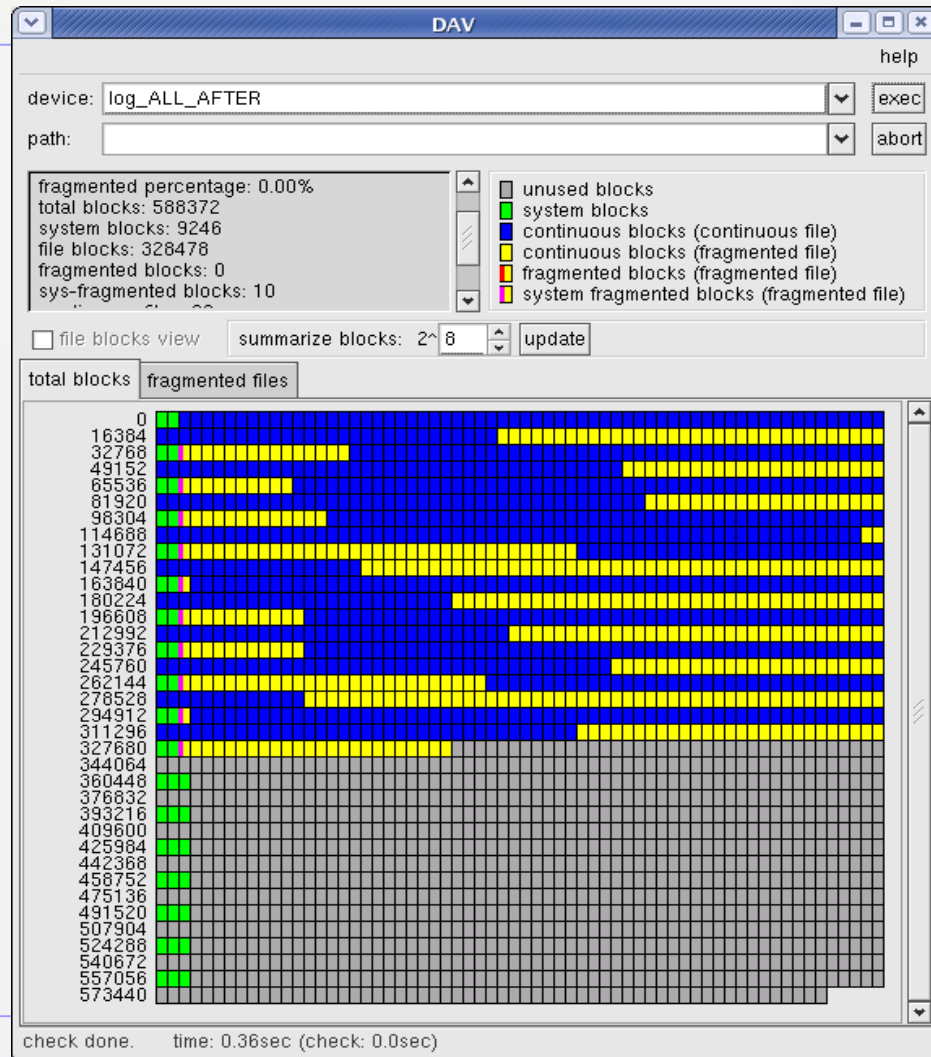 DAV
help
device: log_ALL_AFTER exec
path: abort
fragmented percentage: 0.00%
total blocks: 588372
system blocks: 9246
file blocks: 328478
fragmented blocks: 0
sys-fragmented blocks: 10
unused blocks
system blocks
continuous blocks (continuous file)
continuous blocks (fragmented file)
fragmented blocks (fragmented file)
system fragmented blocks (fragmented file)
file blocks view summarize blocks: 2^ 8 update
total blocks fragmented files
0
16384
32768
49152
65536
81920
98304
114688
131072
147456
163840
180224
196608
212992
229376
245760
262144
278528
294912
311296
327680
344064
360448
376832
393216
409600
425984
442368
458752
475136
491520
507904
524288
540672
557056
573440
check done. time: 0.36sec (check: 0.0sec)